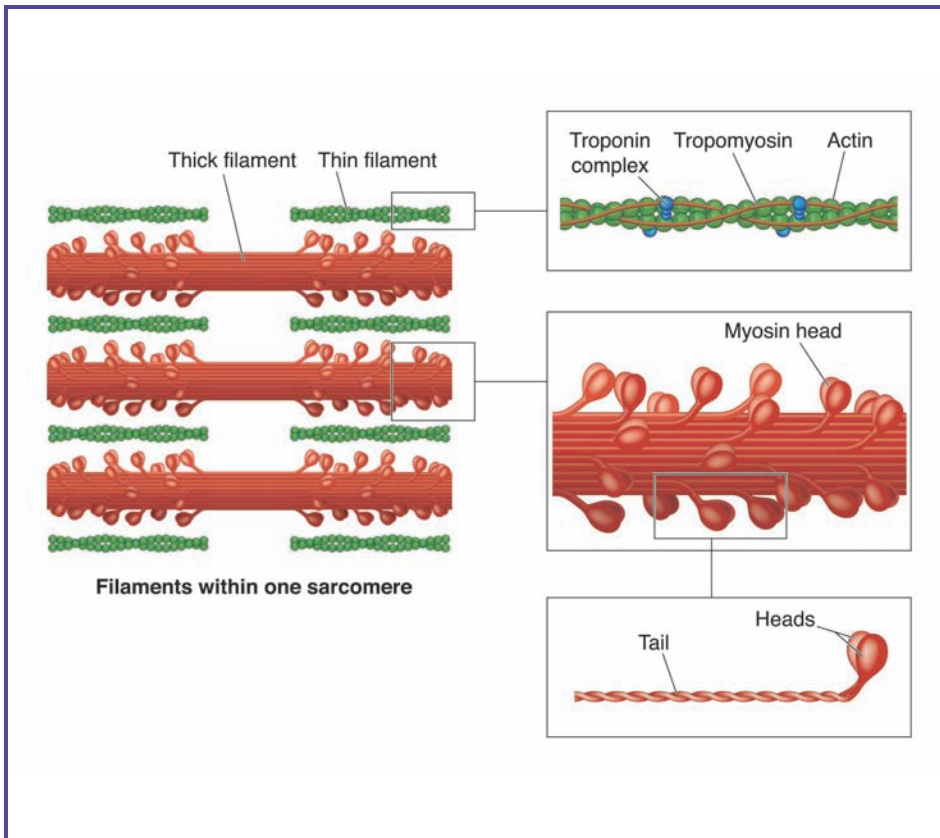 Thick filament
Thin filament
Filaments within one sarcomere
Troponin
complex
Tropomyosin
Actin
Myosin head
Heads
Tail